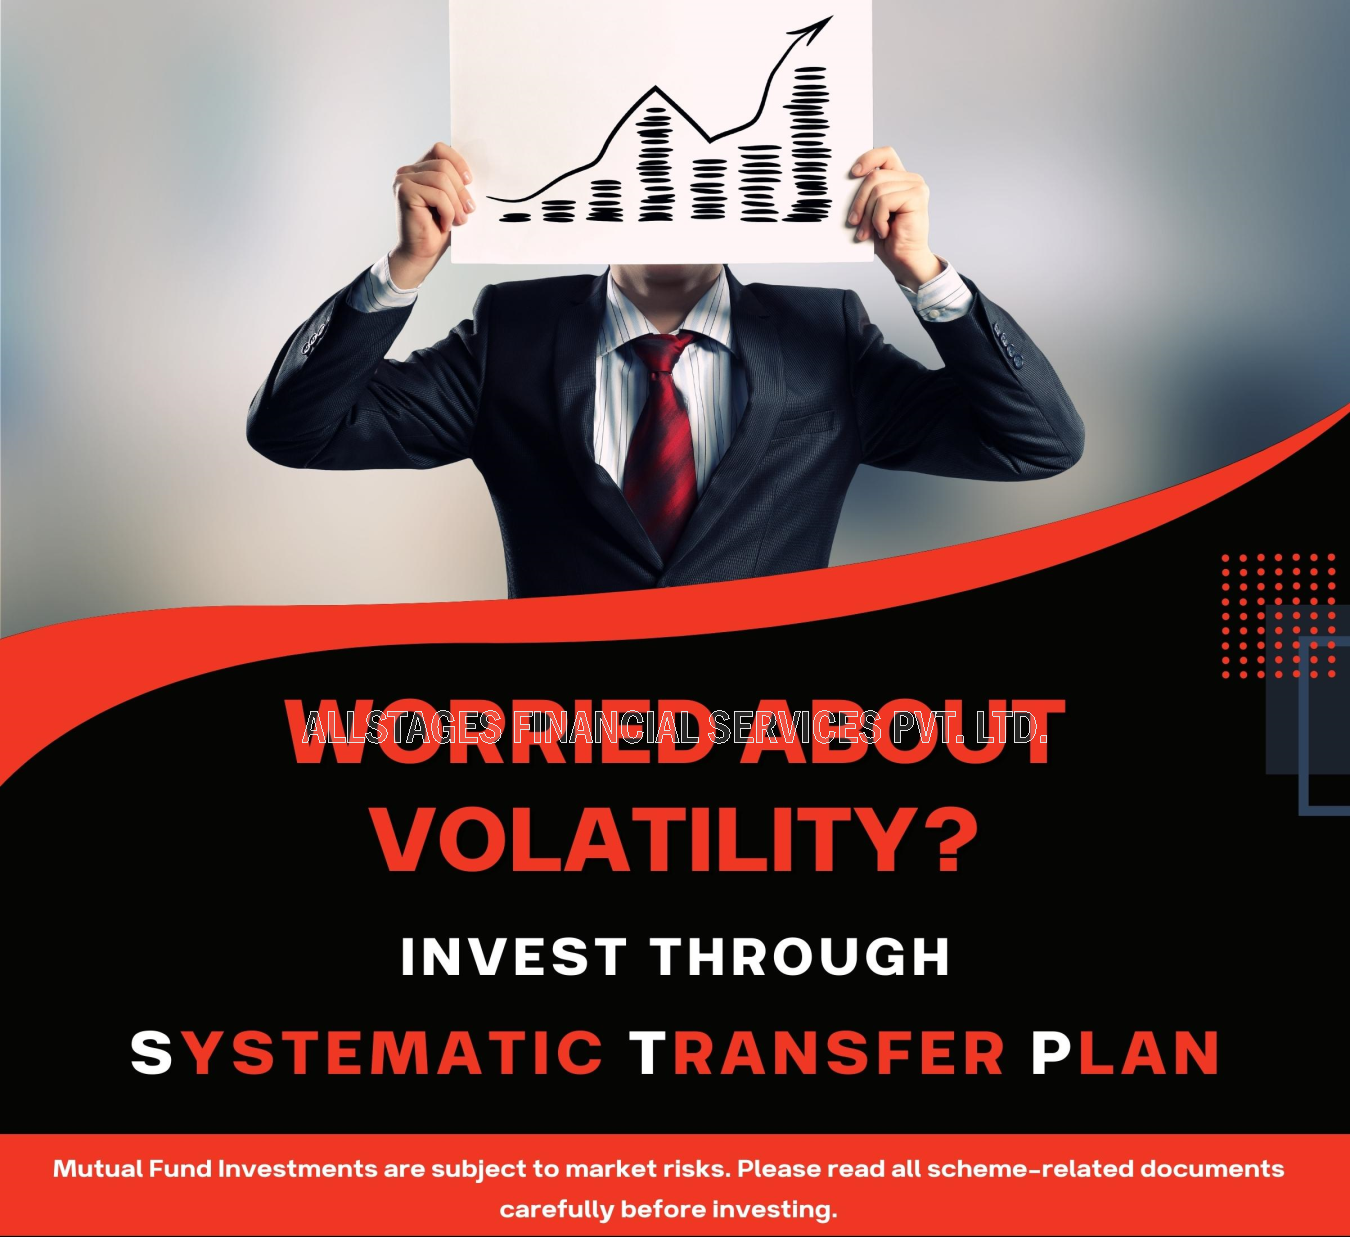 WORRIED ABOUT
ALLSTAGES FINANCIAL SERVICES PVT. LTD.
VOLATILITY?
INVEST THROUGH
SYSTEMATIC TRANSFER PLAN
Mutual Fund Investments are subject to market risks. Please read all scheme-related documents
carefully before investing.